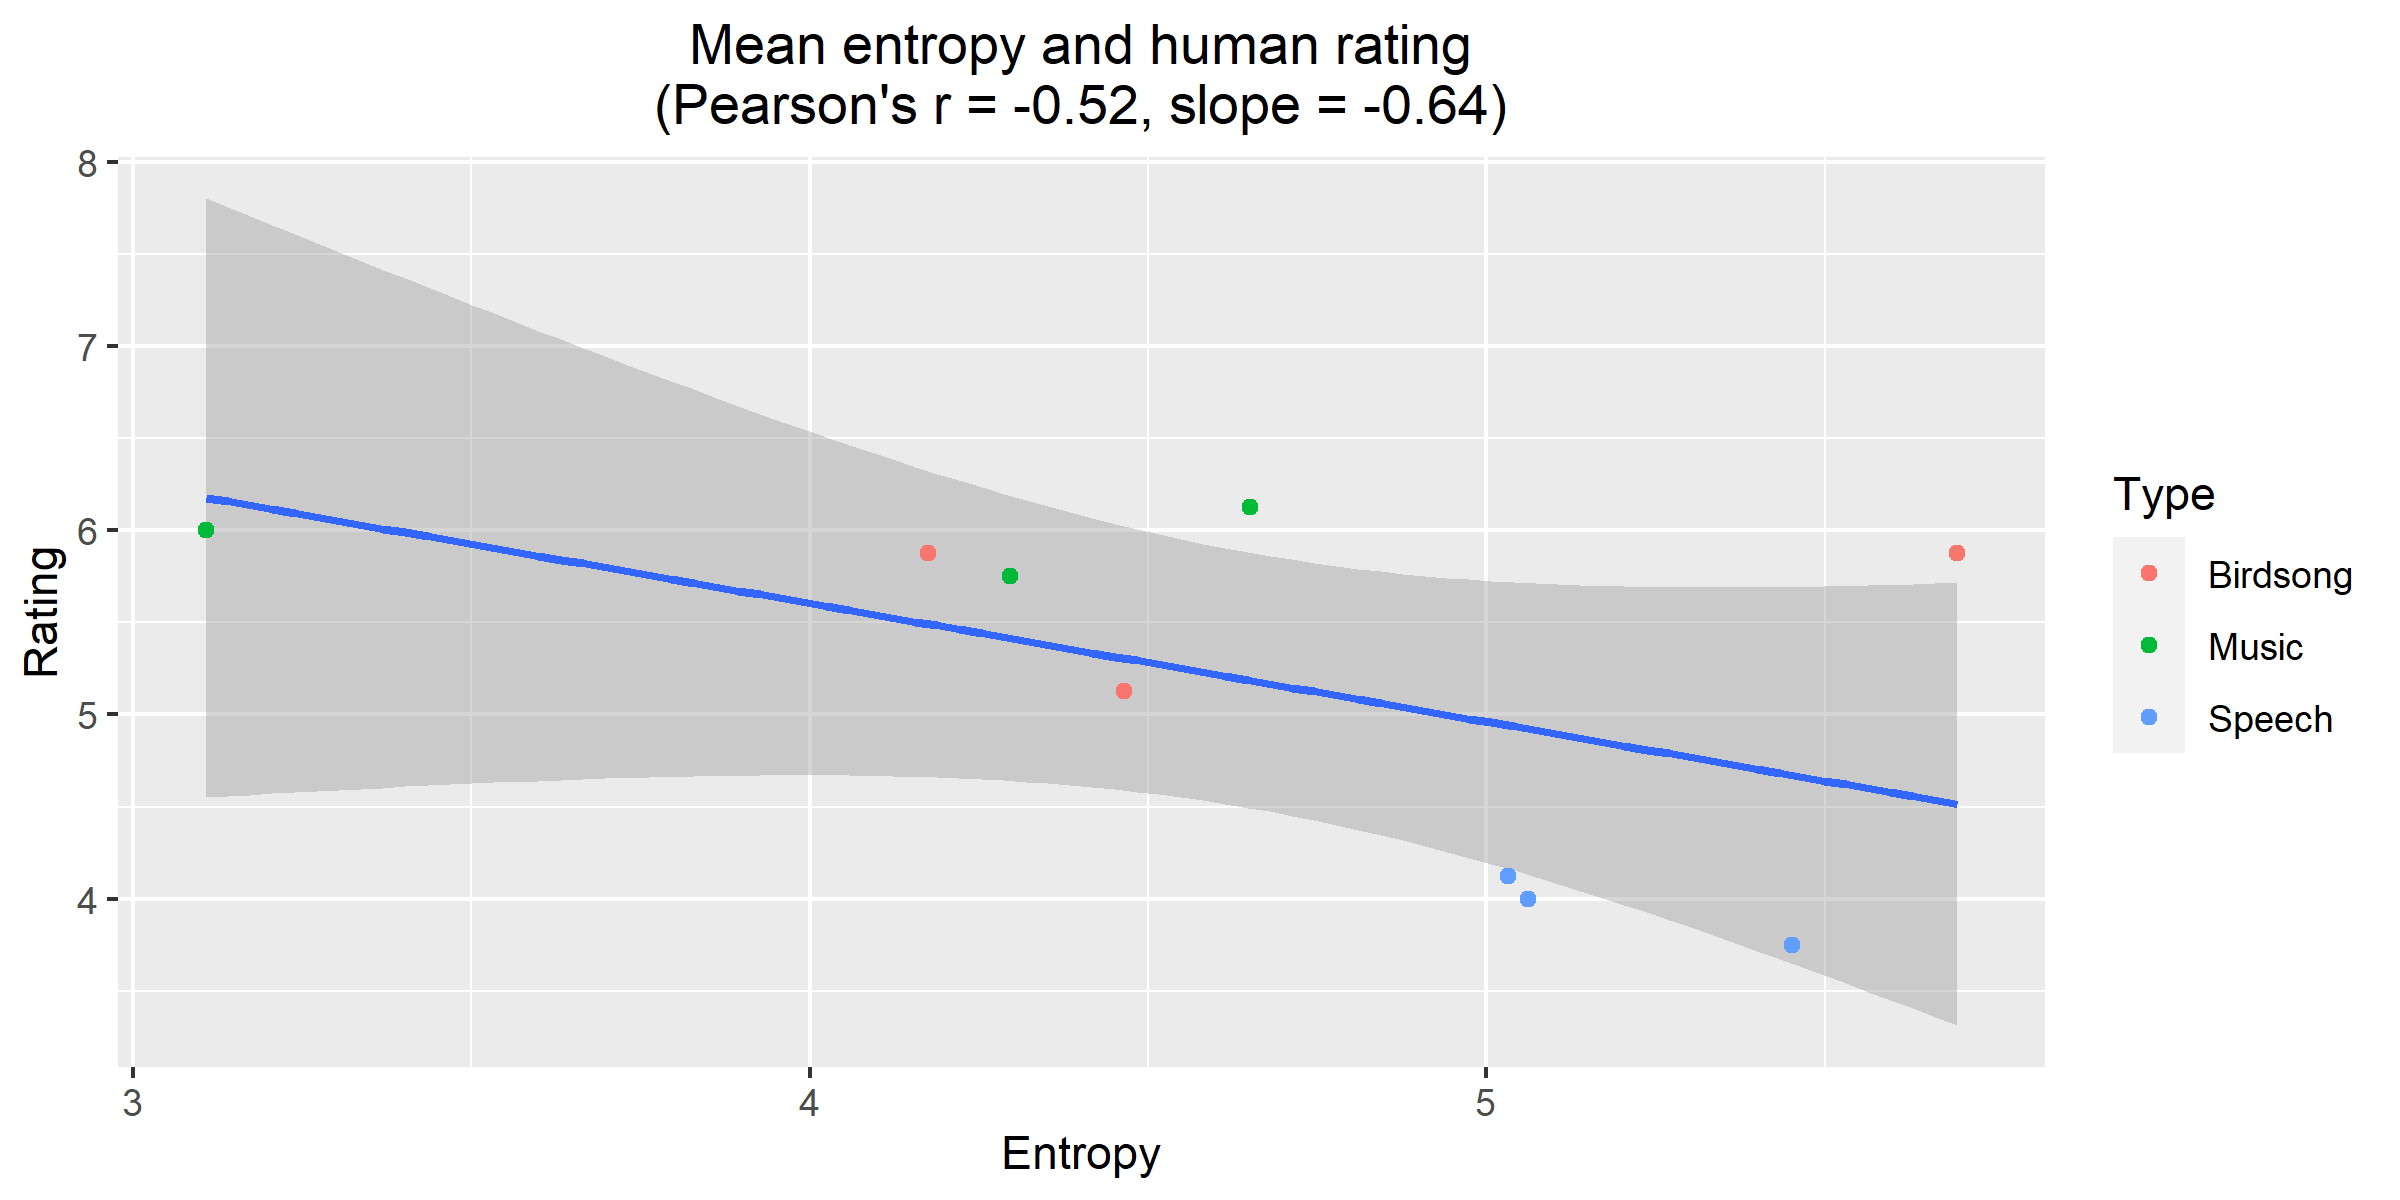 Mean entropy and human rating
(Pearson's r = -0.52, slope = -0.64)
8
7
6
5
4
Rating
3
4
5
Entropy
Type
Birdsong
Music
Speech